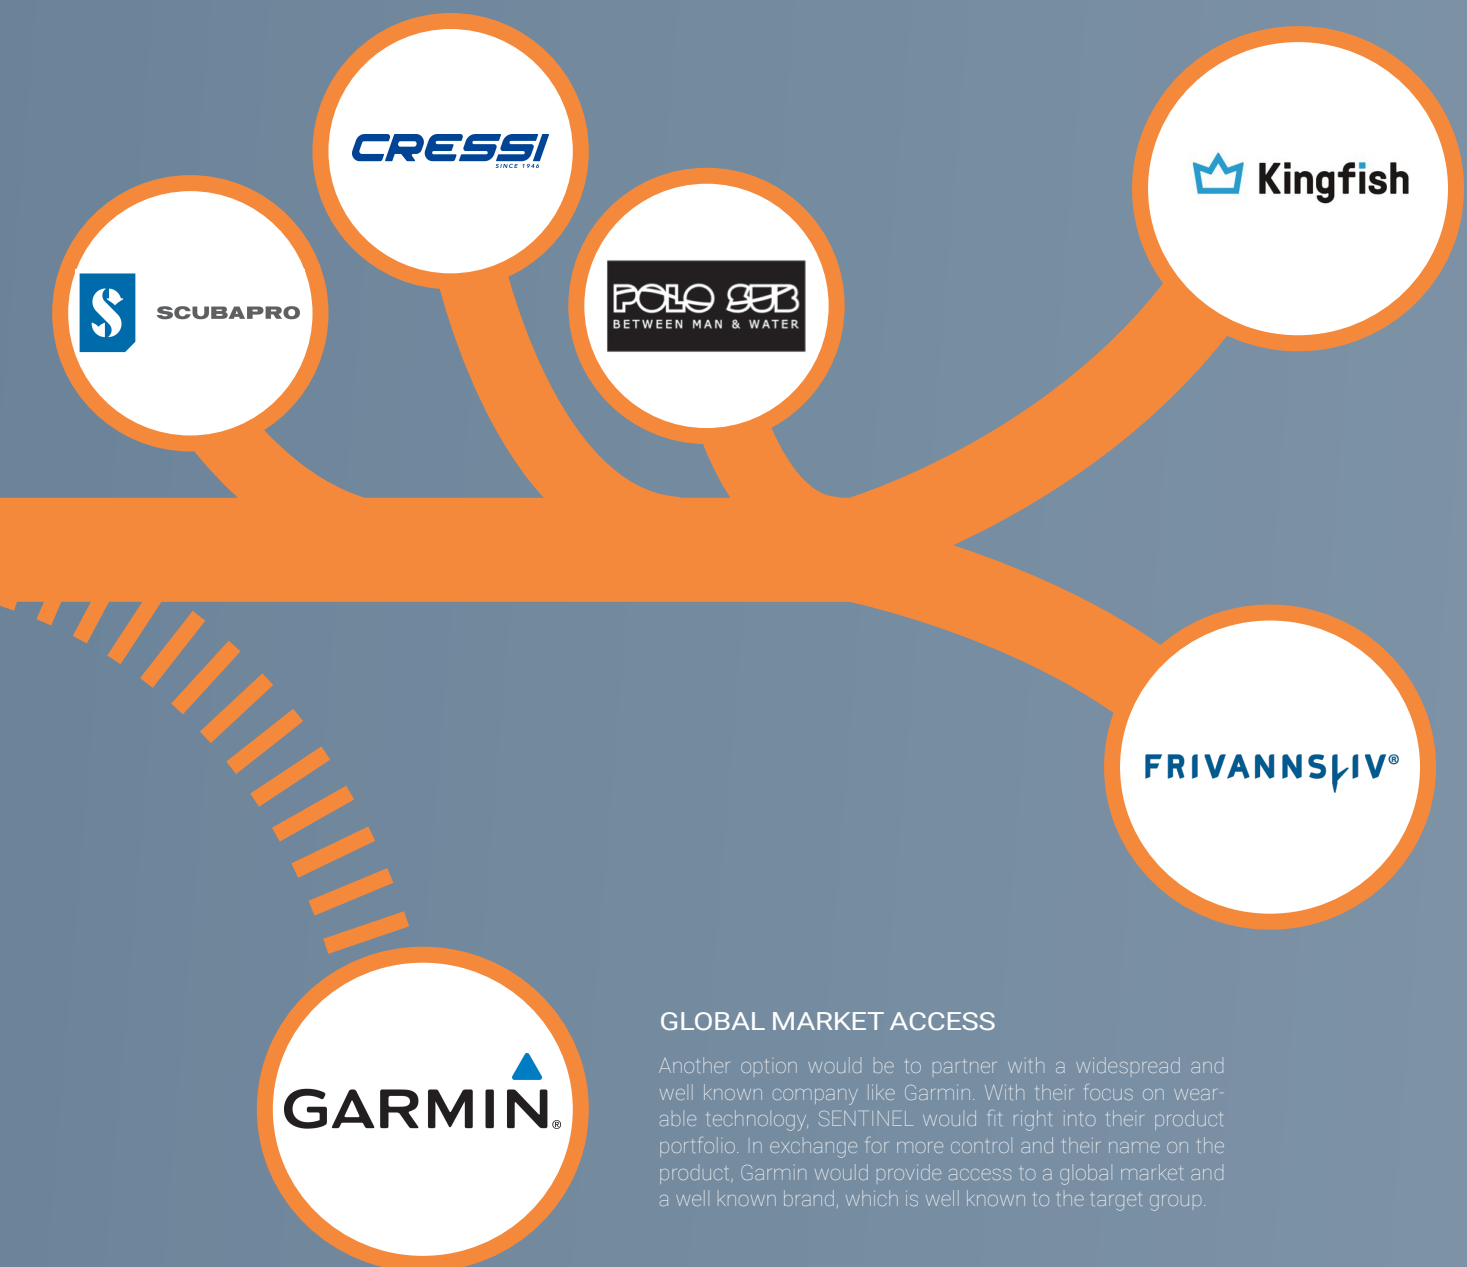 CRESSI
SINCE 1946
Kingfish
S SCUBAPRO
POLO SUB
BETWEEN MAN & WATER
FRIVANNSLIV®
GARMIN®
GLOBAL MARKET ACCESS
Another option would be to partner with a widespread and
well known company like Garmin. With their focus on wear-
able technology, SENTINEL would fit right into their product
portfolio. In exchange for more control and their name on the
product, Garmin would provide access to a global market and
a well known brand, which is well known to the target group.